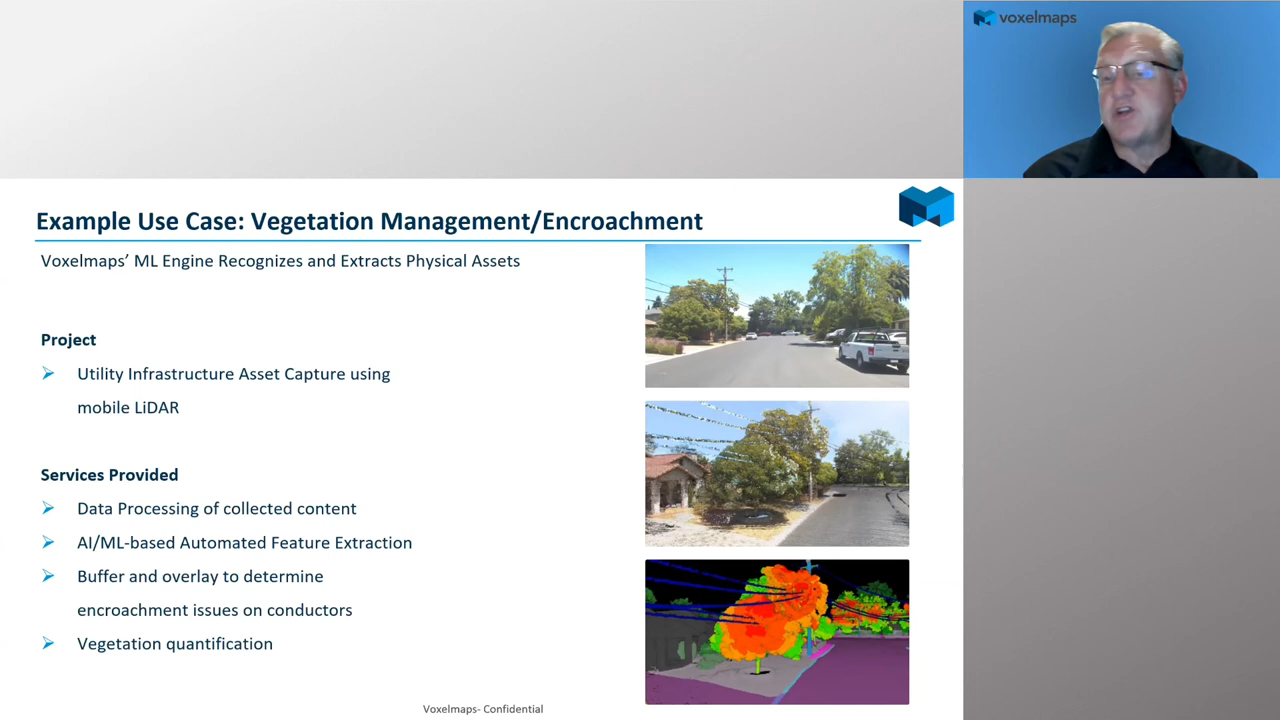 voxelmaps
Example Use Case: Vegetation Management/Encroachment
Voxelmaps’ ML Engine Recognizes and Extracts Physical Assets
Project
Utility Infrastructure Asset Capture using
mobile LiDAR
Services Provided
Data Processing of collected content
AI/ML-based Automated Feature Extraction
Buffer and overlay to determine
encroachment issues on conductors
Vegetation quantification
Voxelmaps- Confidential